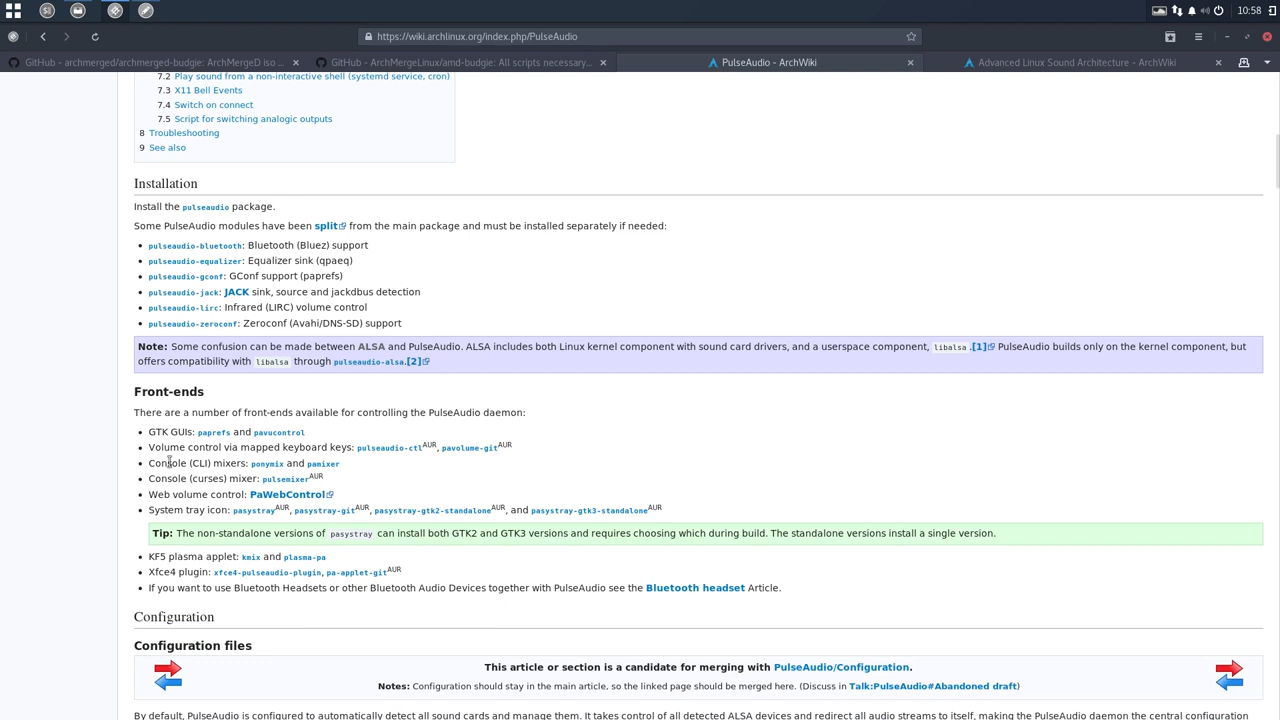 10:58
https://wiki.archlinux.org/index.php/PulseAudio
GitHub - archmerged/archmerged-budgie: ArchMergeD iso ...
GitHub - ArchMergeLinux/amd-budgie: All scripts necessary...
PulseAudio - ArchWiki
Advanced Linux Sound Architecture - ArchWiki
7.2 Play sound from a non-interactive shell (systemd service, cron)
7.3 X11 Bell Events
7.4 Switch on connect
7.5 Script for switching analogic outputs
8 Troubleshooting
9 See also
Installation
Install the pulseaudio package.
Some PulseAudio modules have been split from the main package and must be installed separately if needed:
• pulseaudio-bluetooth: Bluetooth (Bluez) support
• pulseaudio-equalizer: Equalizer sink (qpaeq)
• pulseaudio-gconf: GConf support (paprefs)
• pulseaudio-jack: JACK sink, source and jackdbus detection
• pulseaudio-lirc: Infrared (LIRC) volume control
• pulseaudio-zeroconf: Zeroconf (Avahi/DNS-SD) support
Note: Some confusion can be made between ALSA and PulseAudio. ALSA includes both Linux kernel component with sound card drivers, and a userspace component, libalsa.[1] PulseAudio builds only on the kernel component, but
offers compatibility with libalsa through pulseaudio-alsa.[2]
Front-ends
There are a number of front-ends available for controlling the PulseAudio daemon:
• GTK GUIs: paprefs and pavucontrol
• Volume control via mapped keyboard keys: pulseaudio-ctlAUR, pavolume-gitAUR
• Console (CLI) mixers: ponymix and pamixer
• Console (curses) mixer: pulsemixerAUR
• Web volume control: PaWebControl
• System tray icon: pasystrayAUR, pasystray-gitAUR, pasystray-gtk2-standaloneAUR, and pasystray-gtk3-standaloneAUR
Tip: The non-standalone versions of pasystray can install both GTK2 and GTK3 versions and requires choosing which during build. The standalone versions install a single version.
• KF5 plasma applet: kmix and plasma-pa
• Xfce4 plugin: xfce4-pulseaudio-plugin, pa-applet-gitAUR
• If you want to use Bluetooth Headsets or other Bluetooth Audio Devices together with PulseAudio see the Bluetooth headset Article.
Configuration
Configuration files
This article or section is a candidate for merging with PulseAudio/Configuration.
Notes: Configuration should stay in the main article, so the linked page should be merged here. (Discuss in Talk:PulseAudio#Abandoned draft)
By default, PulseAudio is configured to automatically detect all sound cards and manage them. It takes control of all detected ALSA devices and redirect all audio streams to itself, making the PulseAudio daemon the central configuration